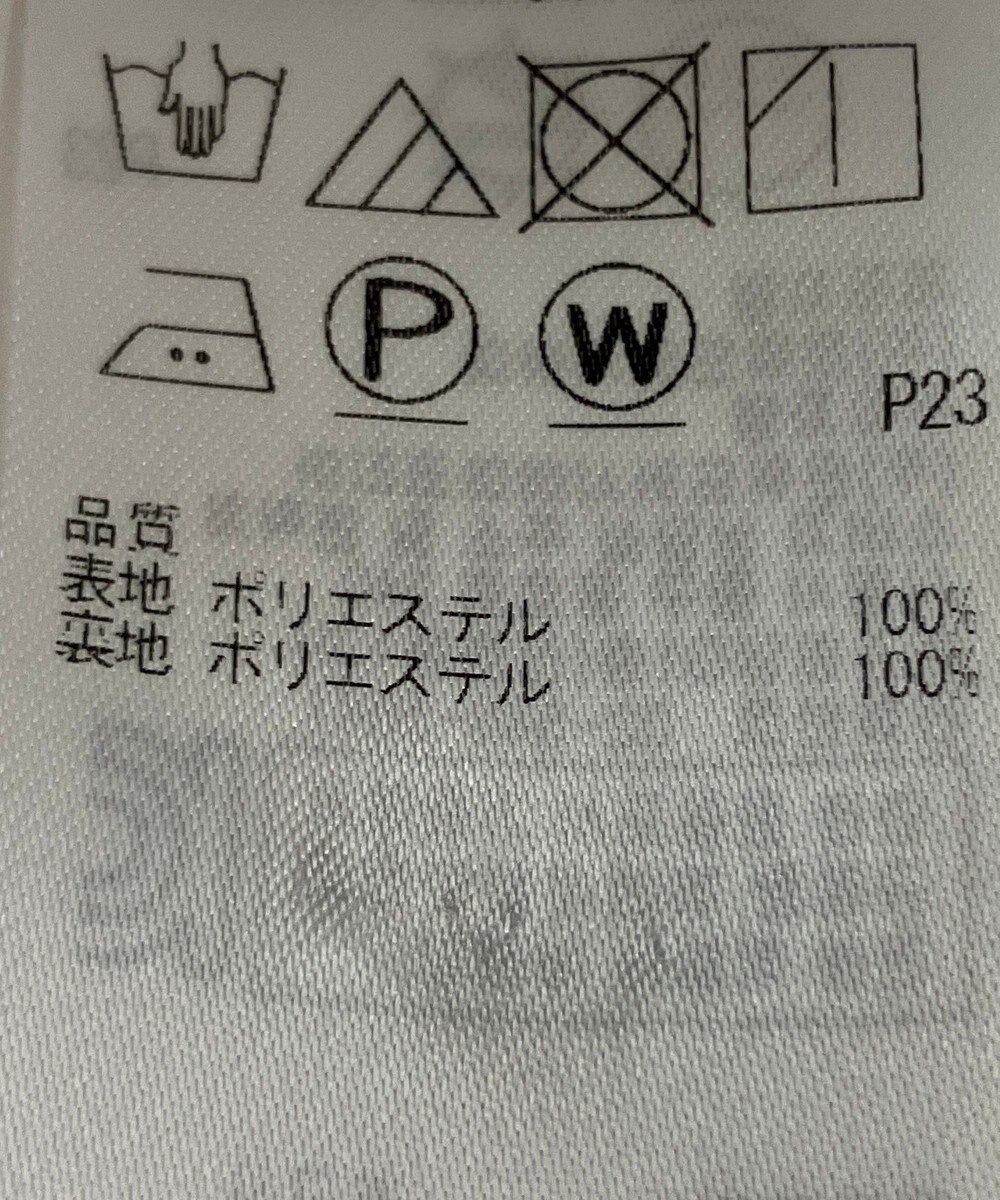 P W P23
品質
表地 ポリエステル 100%
裏地 ポリエステル 100%